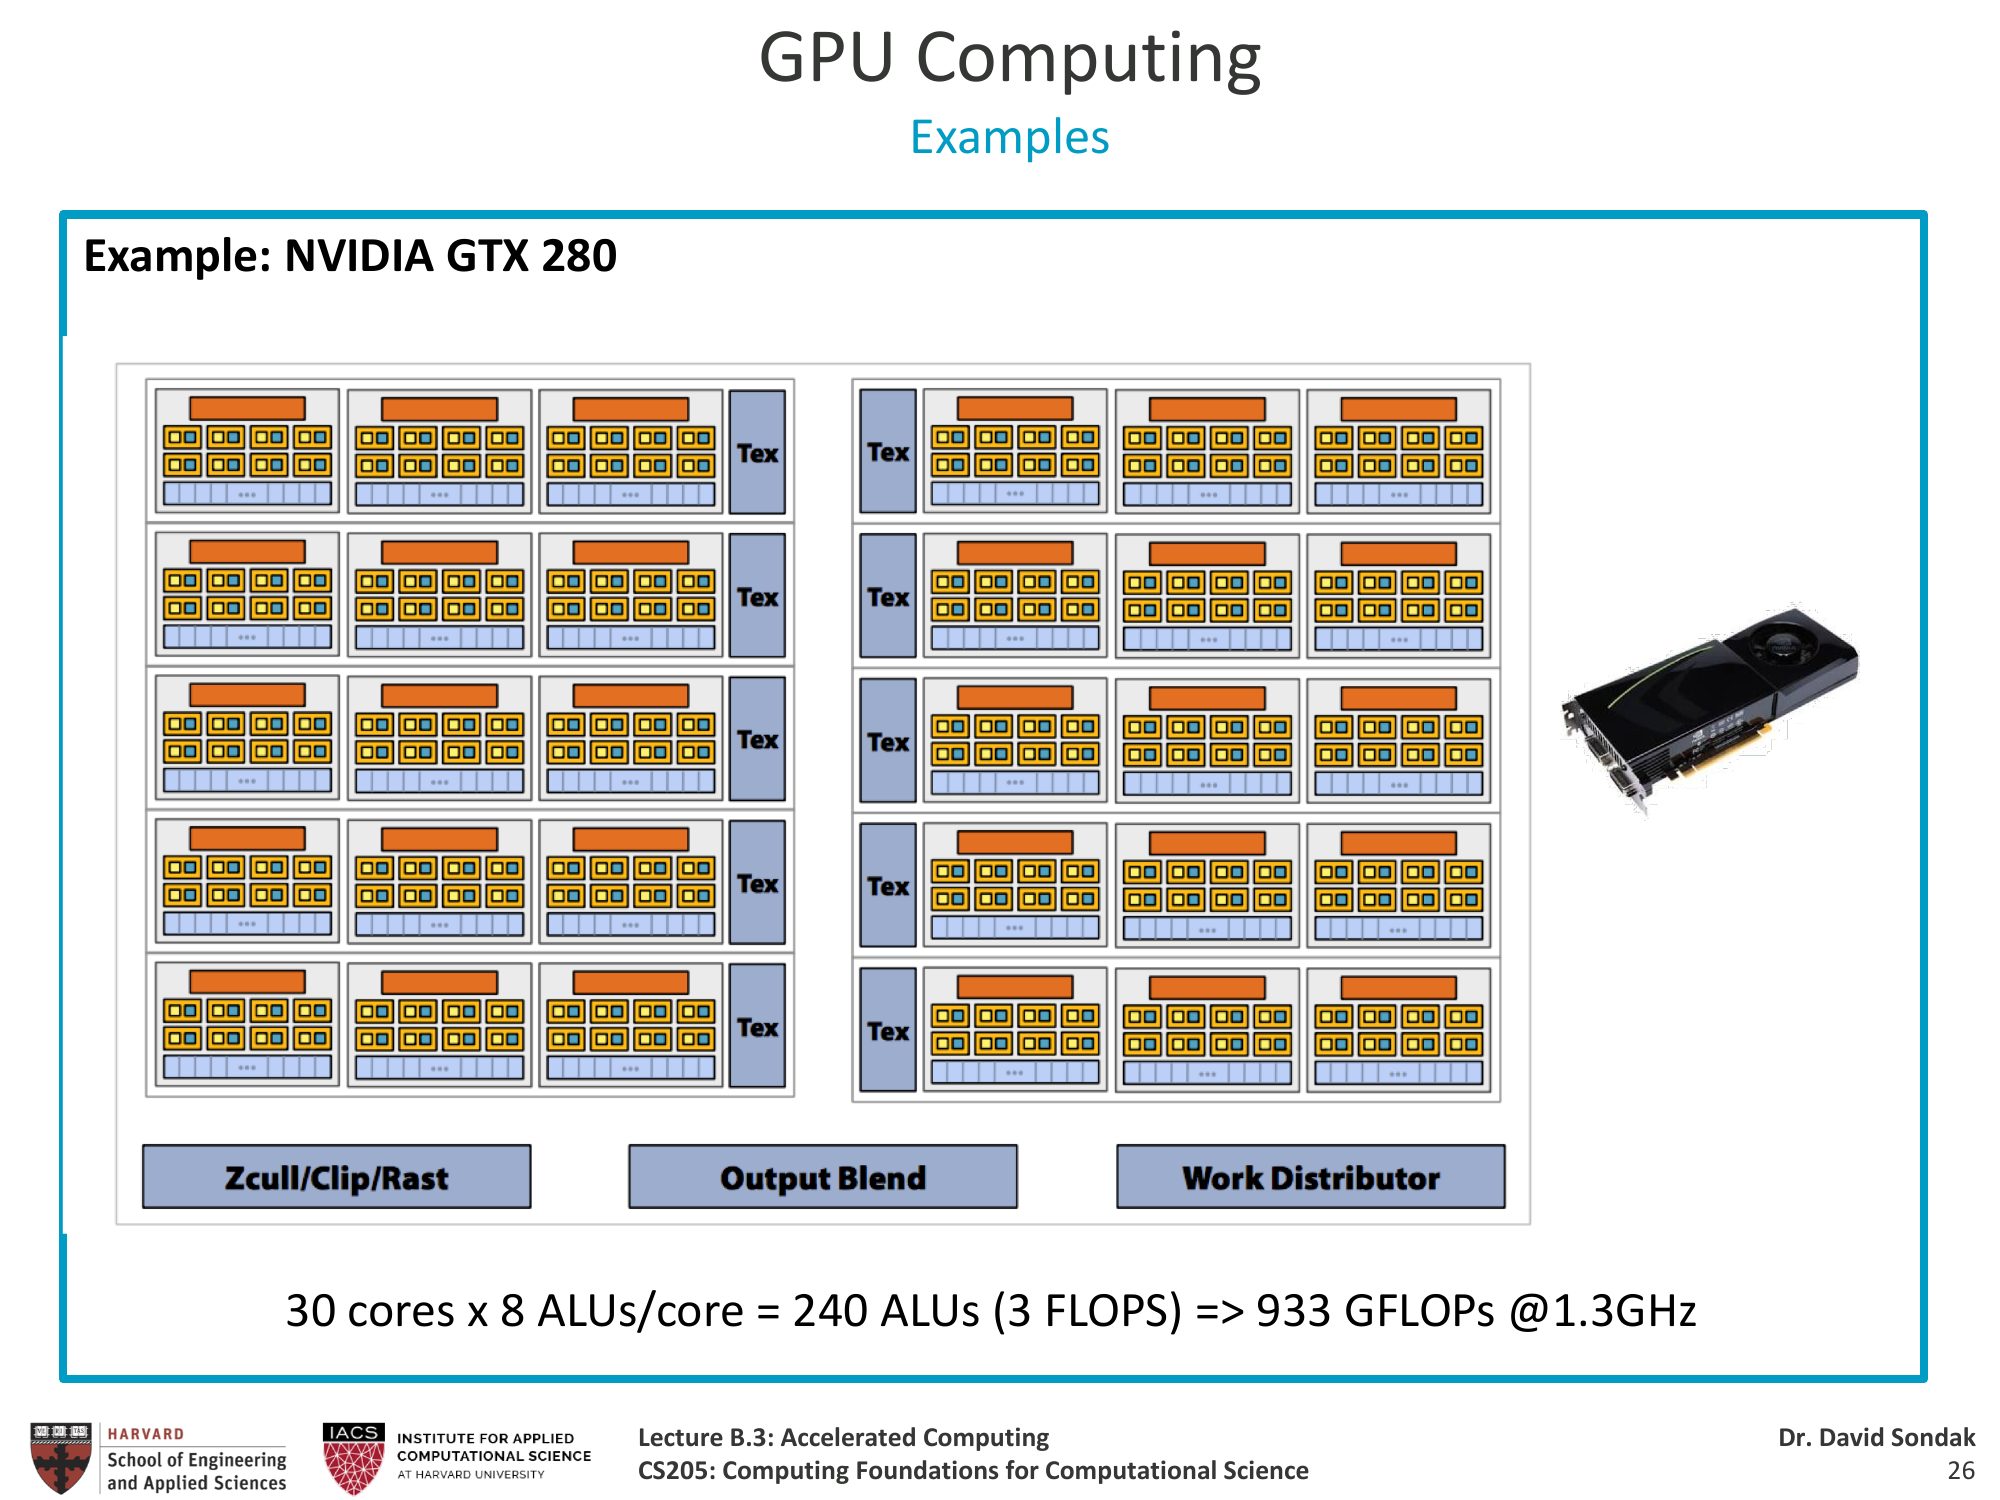 GPU Computing
Examples
Example: NVIDIA GTX 280
Tex
Tex
Tex
Tex
Tex
Tex
Tex
Tex
Tex
Tex
Zcull/Clip/Rast
Output Blend
Work Distributor
30 cores x 8 ALUs/core = 240 ALUs (3 FLOPS) => 933 GFLOPs @1.3GHz
HARVARD
School of Engineering
and Applied Sciences
IACS
INSTITUTE FOR APPLIED
COMPUTATIONAL SCIENCE
AT HARVARD UNIVERSITY
Lecture B.3: Accelerated Computing
CS205: Computing Foundations for Computational Science
Dr. David Sondak
26